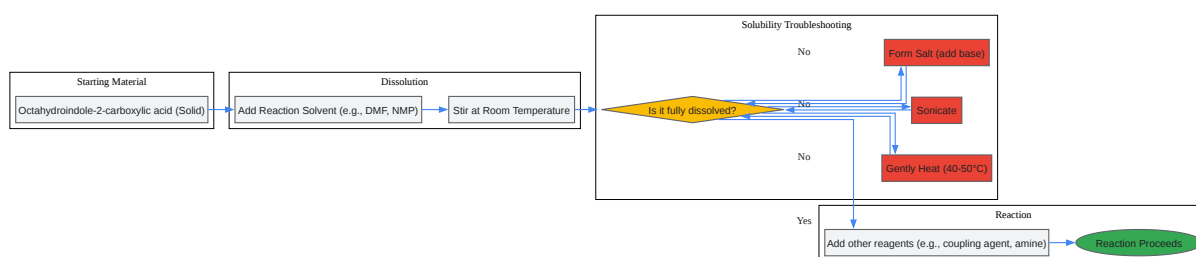 Solubility Troubleshooting
No
Form Salt (add base)
Starting Material
Dissolution
Octahydroindole-2-carboxylic acid (Solid)
Add Reaction Solvent (e.g., DMF, NMP)
Stir at Room Temperature
Is it fully dissolved?
No
Sonicate
No
Gently Heat (40-50°C)
Yes
Reaction
Add other reagents (e.g., coupling agent, amine)
Reaction Proceeds